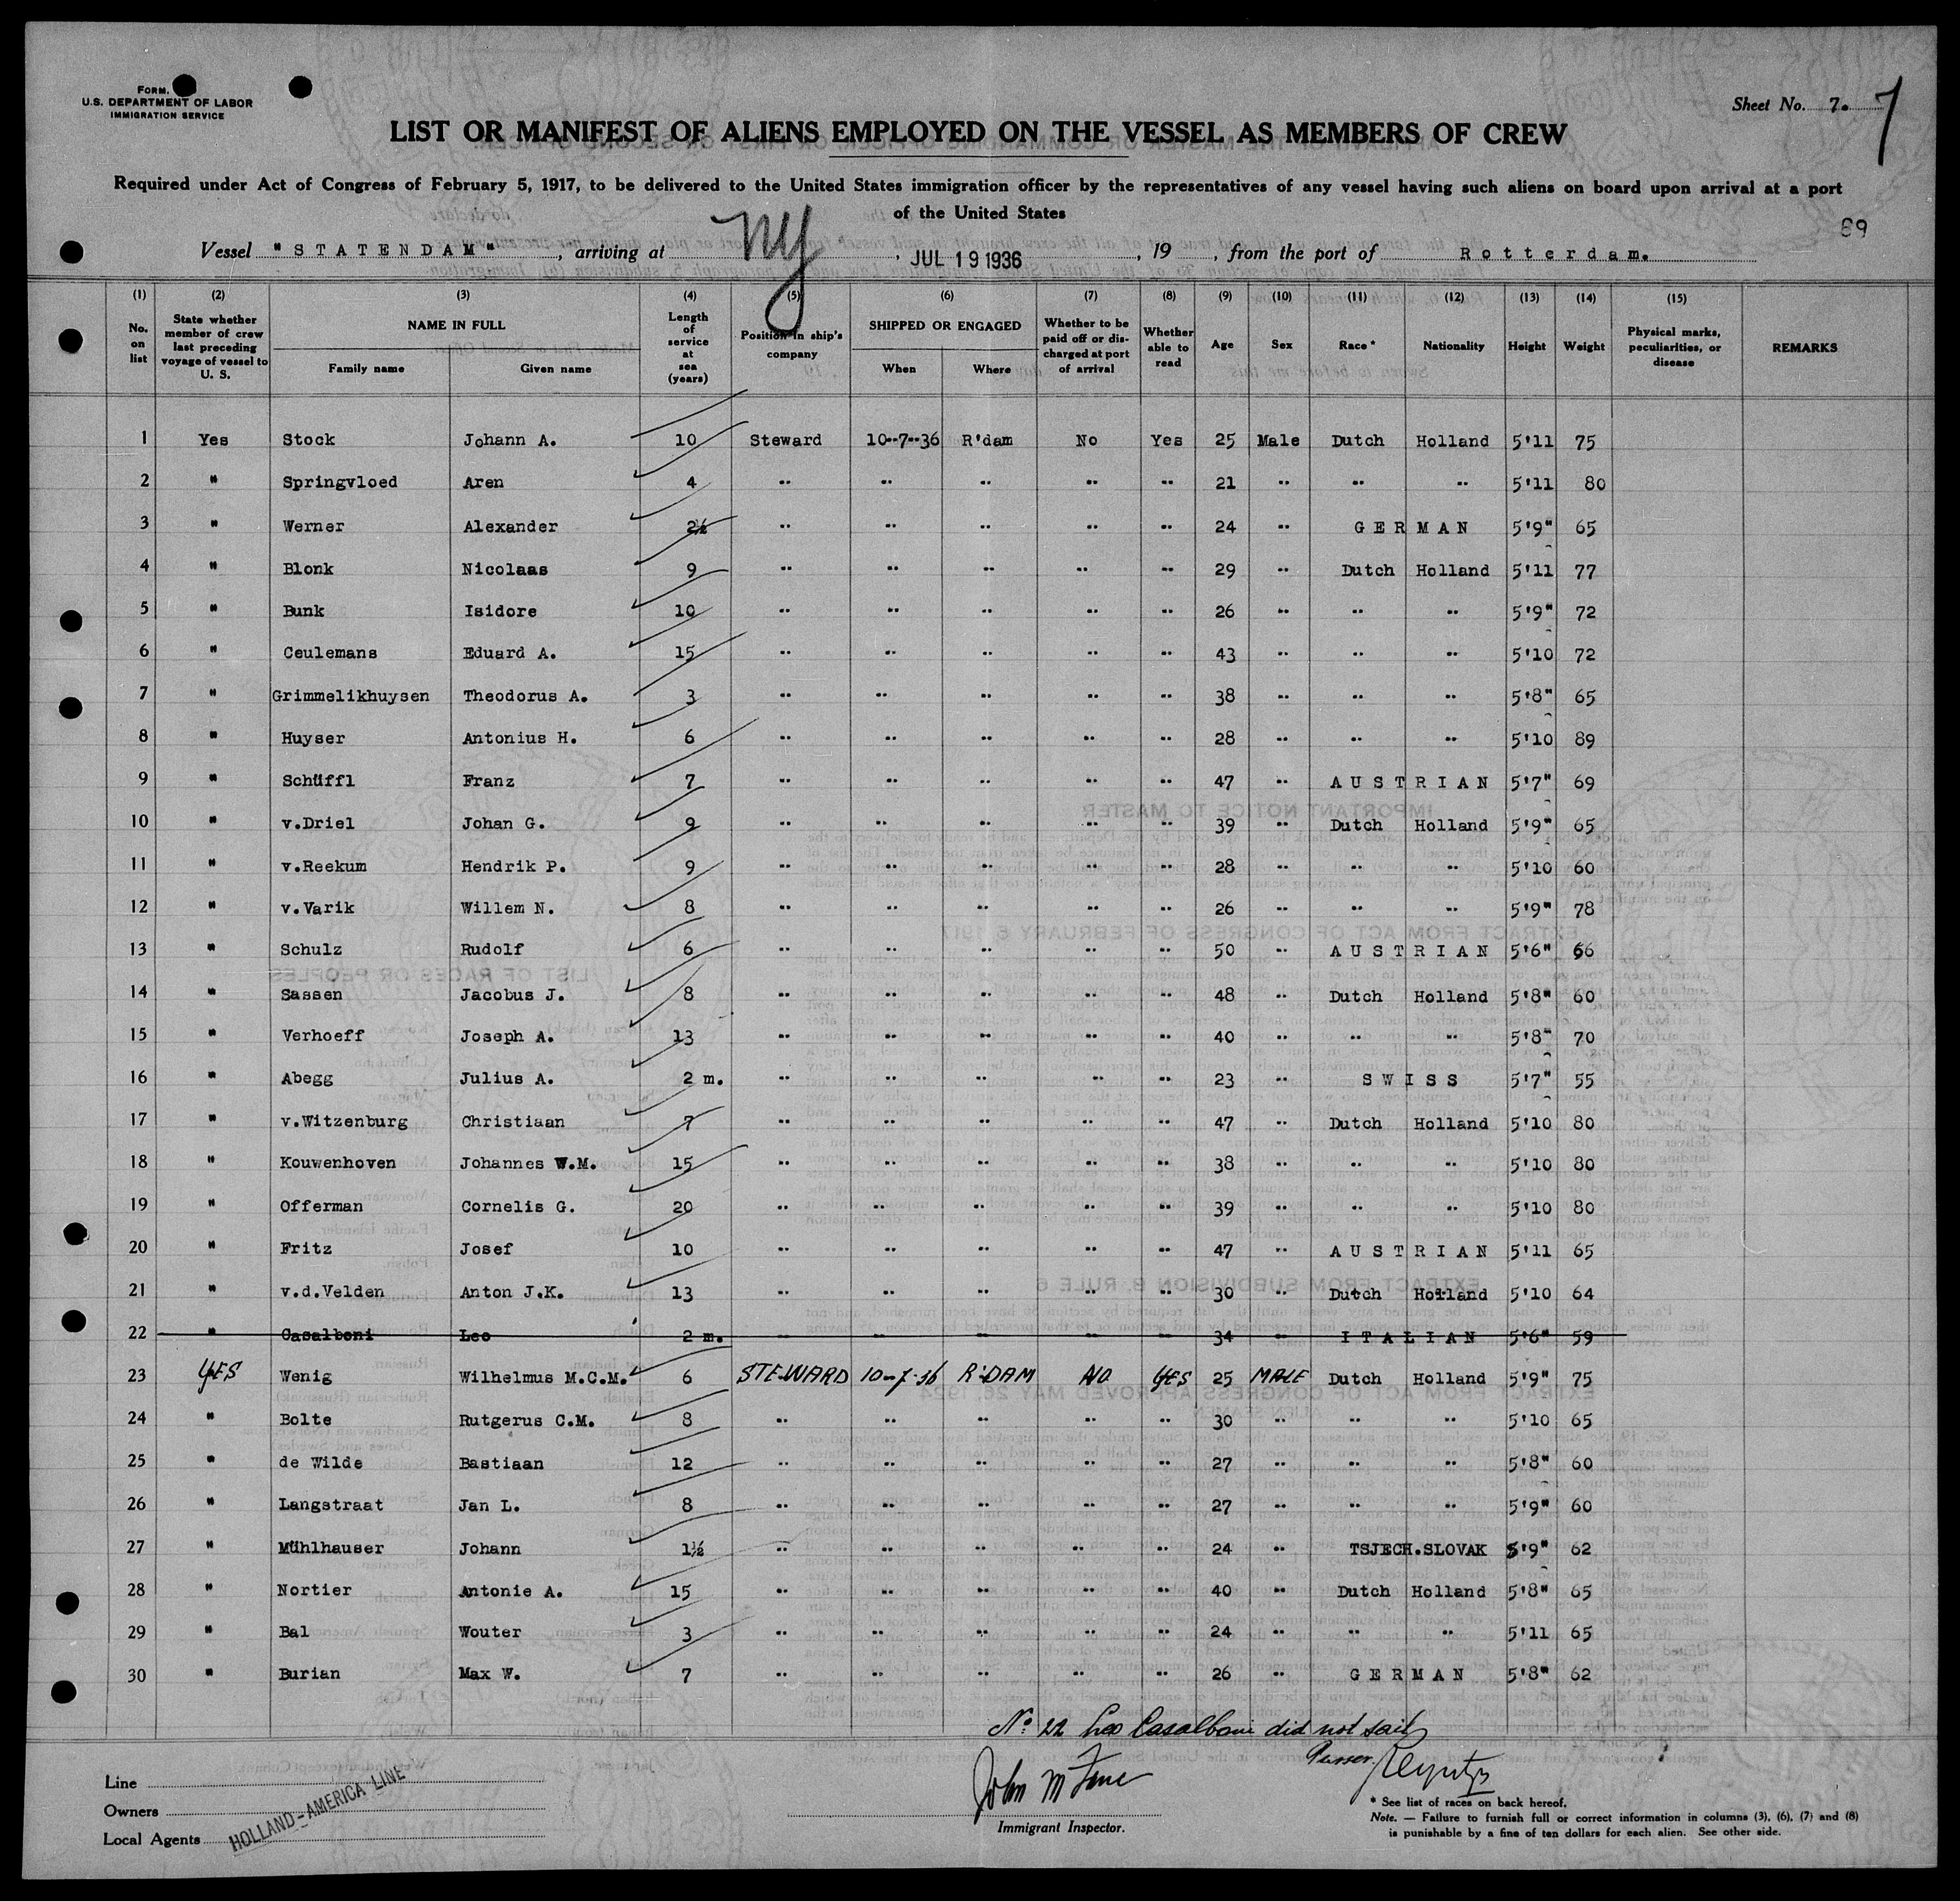 FORM.
U.S. DEPARTMENT OF LABOR
IMMIGRATION SERVICE
Sheet No. 7. 7
LIST OR MANIFEST OF ALIENS EMPLOYED ON THE VESSEL AS MEMBERS OF CREW
Required under Act of Congress of February 5, 1917, to be delivered to the United States immigration officer by the representatives of any vessel having such aliens on board upon arrival at a port
of the United States
69
Vessel "STATENDAM", arriving at NY, JUL 19 1936, 19, from the port of Rotterdam.
(1) (2) (3) (4) (5) (6) (7) (8) (9) (10) (11) (12) (13) (14) (15)
No. on list | State whether member of crew last preceding voyage of vessel to U. S. | NAME IN FULL Family name Given name | Length of service at sea (years) | Position in ship's company | SHIPPED OR ENGAGED When Where | Whether to be paid off or discharged at port of arrival | Whether able to read | Age | Sex | Race* | Nationality | Height | Weight | Physical marks, peculiarities, or disease | REMARKS
1 Yes Stock Johann A. 10 Steward 10--7--36 R'dam No Yes 25 Male Dutch Holland 5'11 75
2 " Springvloed Aren 4 " " " " " 21 " " " 5'11 80
3 " Werner Alexander 2½ " " " " " 24 " GERMAN 5'9" 65
4 " Blonk Nicolaas 9 " " " " " 29 " Dutch Holland 5'11 77
5 " Bunk Isidore 10 " " " " " 26 " " " 5'9" 72
6 " Ceulemans Eduard A. 15 " " " " " 43 " " " 5'10 72
7 " Grimmelikhuysen Theodorus A. 3 " " " " " 38 " " " 5'8" 65
8 " Huyser Antonius H. 6 " " " " " 28 " " " 5'10 89
9 " Schüffl Franz 7 " " " " " 47 " AUSTRIAN 5'7" 69
10 " v.Driel Johan G. 9 " " " " " 39 " Dutch Holland 5'9" 65
11 " v.Reekum Hendrik P. 9 " " " " " 28 " " " 5'10 60
12 " v.Varik Willem N. 8 " " " " " 26 " " " 5'9" 78
13 " Schulz Rudolf 6 " " " " " 50 " AUSTRIAN 5'6" 66
14 " Sassen Jacobus J. 8 " " " " " 48 " Dutch Holland 5'8" 60
15 " Verhoeff Joseph A. 13 " " " " " 40 " " " 5'8" 70
16 " Abegg Julius A. 2 m. " " " " " 23 " SWISS 5'7" 55
17 " v.Witzenburg Christiaan 7 " " " " " 47 " Dutch Holland 5'10 80
18 " Kouwenhoven Johannes W.M. 15 " " " " " 38 " " " 5'10 80
19 " Offerman Cornelis G. 20 " " " " " 39 " " " 5'10 80
20 " Fritz Josef 10 " " " " " 47 " AUSTRIAN 5'11 65
21 " v.d.Velden Anton J.K. 13 " " " " " 30 " Dutch Holland 5'10 64
22 " Casalboni Leo 2 m. " " " " " 34 " ITALIAN 5'6" 59
23 YES Wenig Wilhelmus M.C.M. 6 STEWARD 10-7-36 R'DAM NO YES 25 MALE Dutch Holland 5'9" 75
24 " Bolte Rutgerus C.M. 8 " " " " " 30 " " " 5'10 65
25 " de Wilde Bastiaan 12 " " " " " 27 " " " 5'8" 60
26 " Langstraat Jan L. 8 " " " " " 27 " " " 5'9" 60
27 " Mühlhauser Johann 1½ " " " " " 24 " TSJECH.SLOVAK 5'9" 62
28 " Nortier Antonie A. 15 " " " " " 40 " Dutch Holland 5'8" 65
29 " Bal Wouter 3 " " " " " 24 " " " 5'11 65
30 " Burian Max W. 7 " " " " " 26 " GERMAN 5'8" 62
No 22 Leo Casalboni did not sail
Purser
Line
Owners
Local Agents
HOLLAND-AMERICA LINE
John M
Immigrant Inspector.
* See list of races on back hereof.
Note. — Failure to furnish full or correct information in columns (3), (6), (7) and (8)
is punishable by a fine of ten dollars for each alien. See other side.